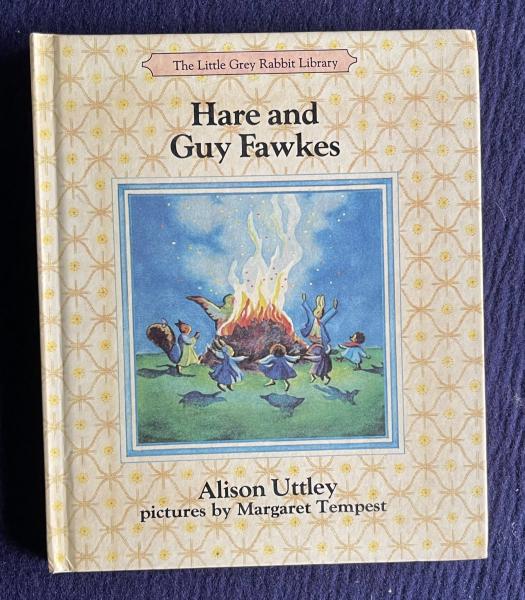 The Little Grey Rabbit Library
Hare and
Guy Fawkes
Alison Uttley
pictures by Margaret Tempest